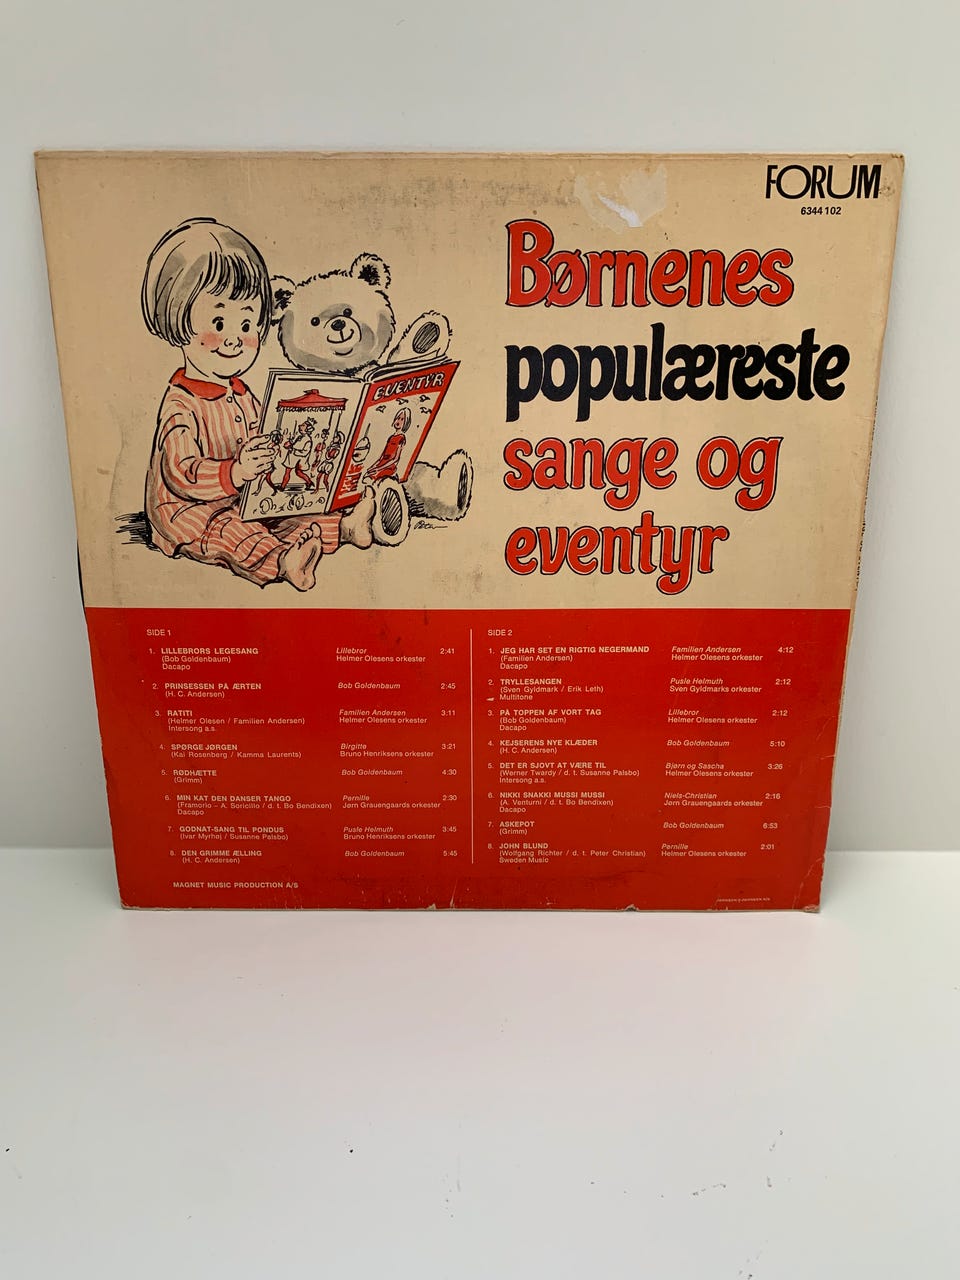 FORUM
6344 102
Børnenes
populæreste
sange og
eventyr
EVENTYR
SIDE 1
1. LILLEBRORS LEGESANG Lillebror 2:41
(Bob Goldenbaum) Helmer Olesens orkester
Dacapo
2. PRINSESSEN PÅ ÆRTEN Bob Goldenbaum 2:45
(H. C. Andersen)
3. RATITI Familien Andersen 3:11
(Helmer Olesen / Familien Andersen) Helmer Olesens orkester
Intersong a.s.
4. SPØRGE JØRGEN Birgitte 3:21
(Kai Rosenberg / Kamma Laurents) Bruno Henriksens orkester
5. RØDHÆTTE Bob Goldenbaum 4:30
(Grimm)
6. MIN KAT DEN DANSER TANGO Pernille 2:30
(Framorio – A. Soricillo / d. t. Bo Bendixen) Jørn Grauengaards orkester
Dacapo
7. GODNAT-SANG TIL PONDUS Pusle Helmuth 3:45
(Ivar Myrhøj / Susanne Palsbo) Bruno Henriksens orkester
8. DEN GRIMME ÆLLING Bob Goldenbaum 5:45
(H. C. Andersen)
MAGNET MUSIC PRODUCTION A/S
SIDE 2
1. JEG HAR SET EN RIGTIG NEGERMAND Familien Andersen 4:12
(Familien Andersen) Helmer Olesens orkester
Dacapo
2. TRYLLESANGEN Pusle Helmuth 2:12
(Sven Gyldmark / Erik Leth) Sven Gyldmarks orkester
Multitone
3. PÅ TOPPEN AF VORT TAG Lillebror 2:12
(Bob Goldenbaum) Helmer Olesens orkester
Dacapo
4. KEJSERENS NYE KLÆDER Bob Goldenbaum 5:10
(H. C. Andersen)
5. DET ER SJOVT AT VÆRE TIL Bjørn og Sascha 3:26
(Werner Twardy / d. t. Susanne Palsbo) Helmer Olesens orkester
Intersong a.s.
6. NIKKI SNAKKI MUSSI MUSSI Niels-Christian 2:16
(A. Venturni / d. t. Bo Bendixen) Jørn Grauengaards orkester
Dacapo
7. ASKEPOT Bob Goldenbaum 6:53
(Grimm)
8. JOHN BLUND Pernille 2:01
(Wolfgang Richter / d. t. Peter Christian) Helmer Olesens orkester
Sweden Music